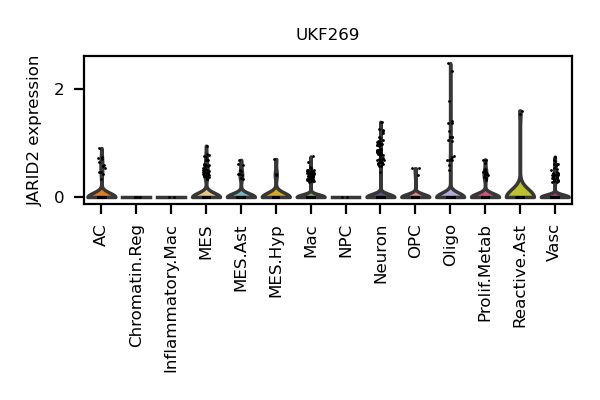 UKF269
JARID2 expression
2
0
AC
Chromatin.Reg
Inflammatory.Mac
MES
MES.Ast
MES.Hyp
Mac
NPC
Neuron
OPC
Oligo
Prolif.Metab
Reactive.Ast
Vasc